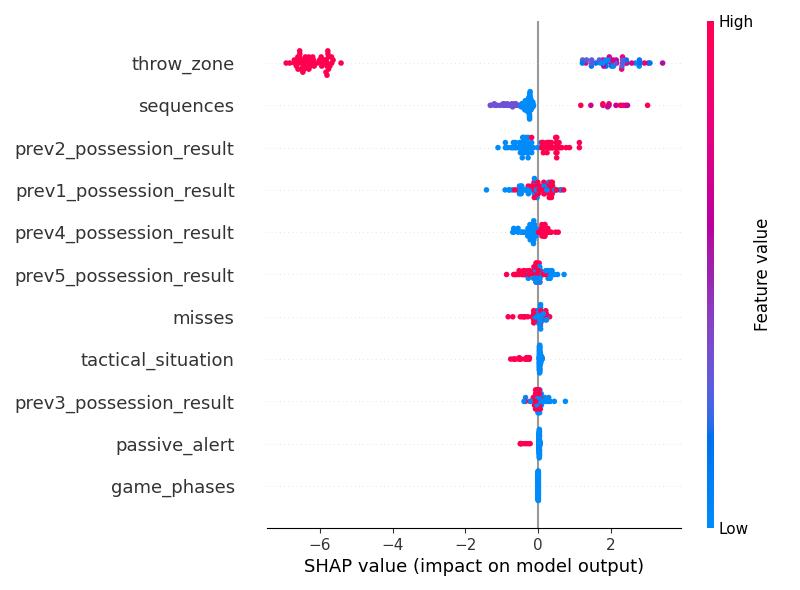 High
throw_zone
sequences
prev2_possession_result
prev1_possession_result
prev4_possession_result
prev5_possession_result
misses
tactical_situation
prev3_possession_result
passive_alert
game_phases
Feature value
Low
−6 −4 −2 0 2
SHAP value (impact on model output)